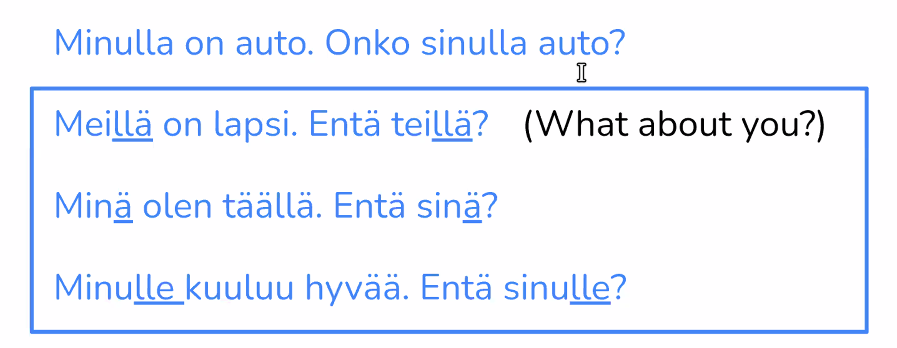 Minulla on auto. Onko sinulla auto?
Meillä on lapsi. Entä teillä? (What about you?)
Minä olen täällä. Entä sinä?
Minulle kuuluu hyvää. Entä sinulle?